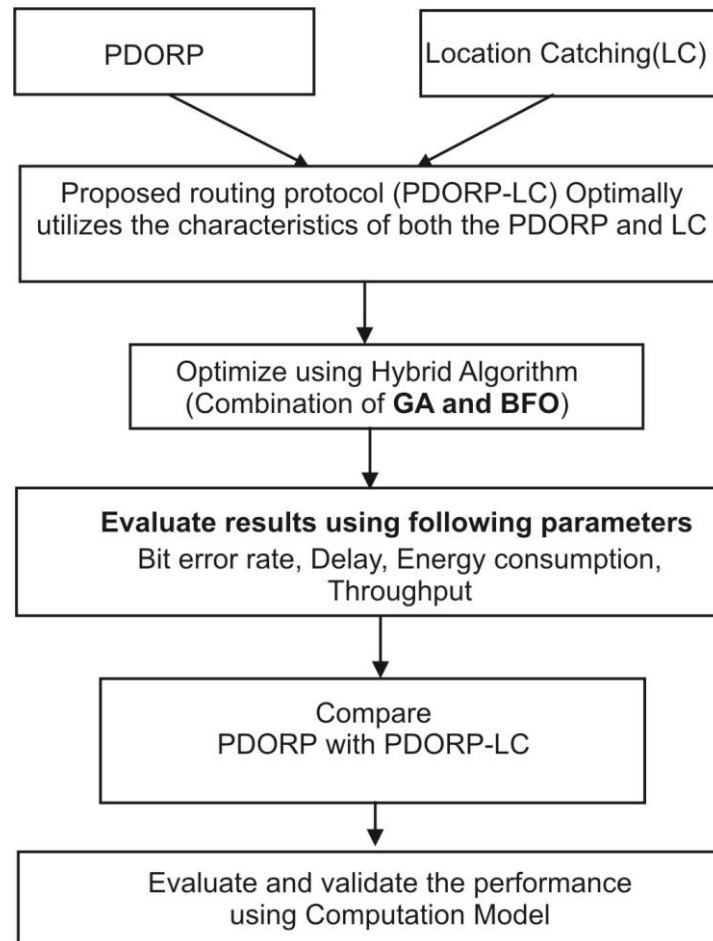 PDORP
Location Catching(LC)
Proposed routing protocol (PDORP-LC) Optimally
utilizes the characteristics of both the PDORP and LC
Optimize using Hybrid Algorithm
(Combination of GA and BFO)
Evaluate results using following parameters
Bit error rate, Delay, Energy consumption,
Throughput
Compare
PDORP with PDORP-LC
Evaluate and validate the performance
using Computation Model